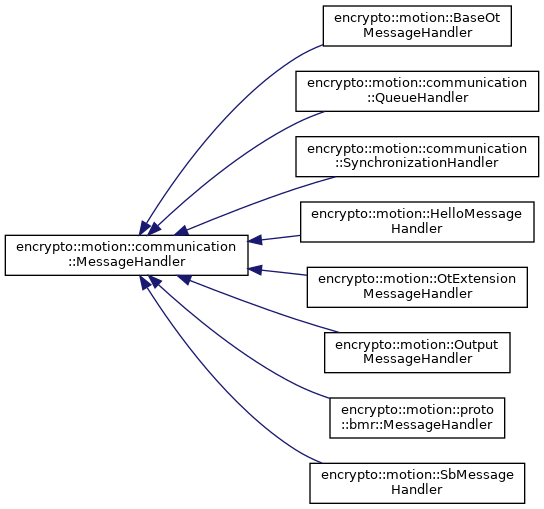 encrypto::motion::BaseOt
MessageHandler
encrypto::motion::communication
::QueueHandler
encrypto::motion::communication
::SynchronizationHandler
encrypto::motion::HelloMessage
Handler
encrypto::motion::communication
::MessageHandler
encrypto::motion::OtExtension
MessageHandler
encrypto::motion::Output
MessageHandler
encrypto::motion::proto
::bmr::MessageHandler
encrypto::motion::SbMessage
Handler